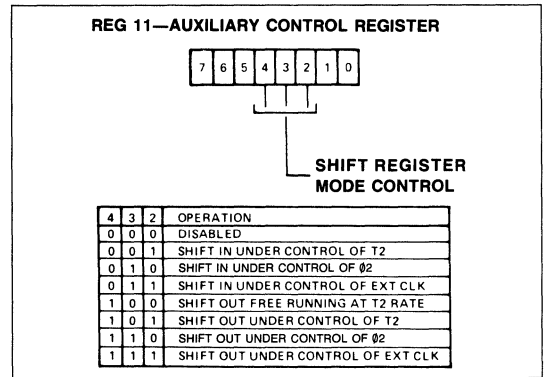 REG 11—AUXILIARY CONTROL REGISTER
7 6 5 4 3 2 1 0
SHIFT REGISTER
MODE CONTROL
4 3 2 OPERATION
0 0 0 DISABLED
0 0 1 SHIFT IN UNDER CONTROL OF T2
0 1 0 SHIFT IN UNDER CONTROL OF Ø2
0 1 1 SHIFT IN UNDER CONTROL OF EXT CLK
1 0 0 SHIFT OUT FREE RUNNING AT T2 RATE
1 0 1 SHIFT OUT UNDER CONTROL OF T2
1 1 0 SHIFT OUT UNDER CONTROL OF Ø2
1 1 1 SHIFT OUT UNDER CONTROL OF EXT CLK